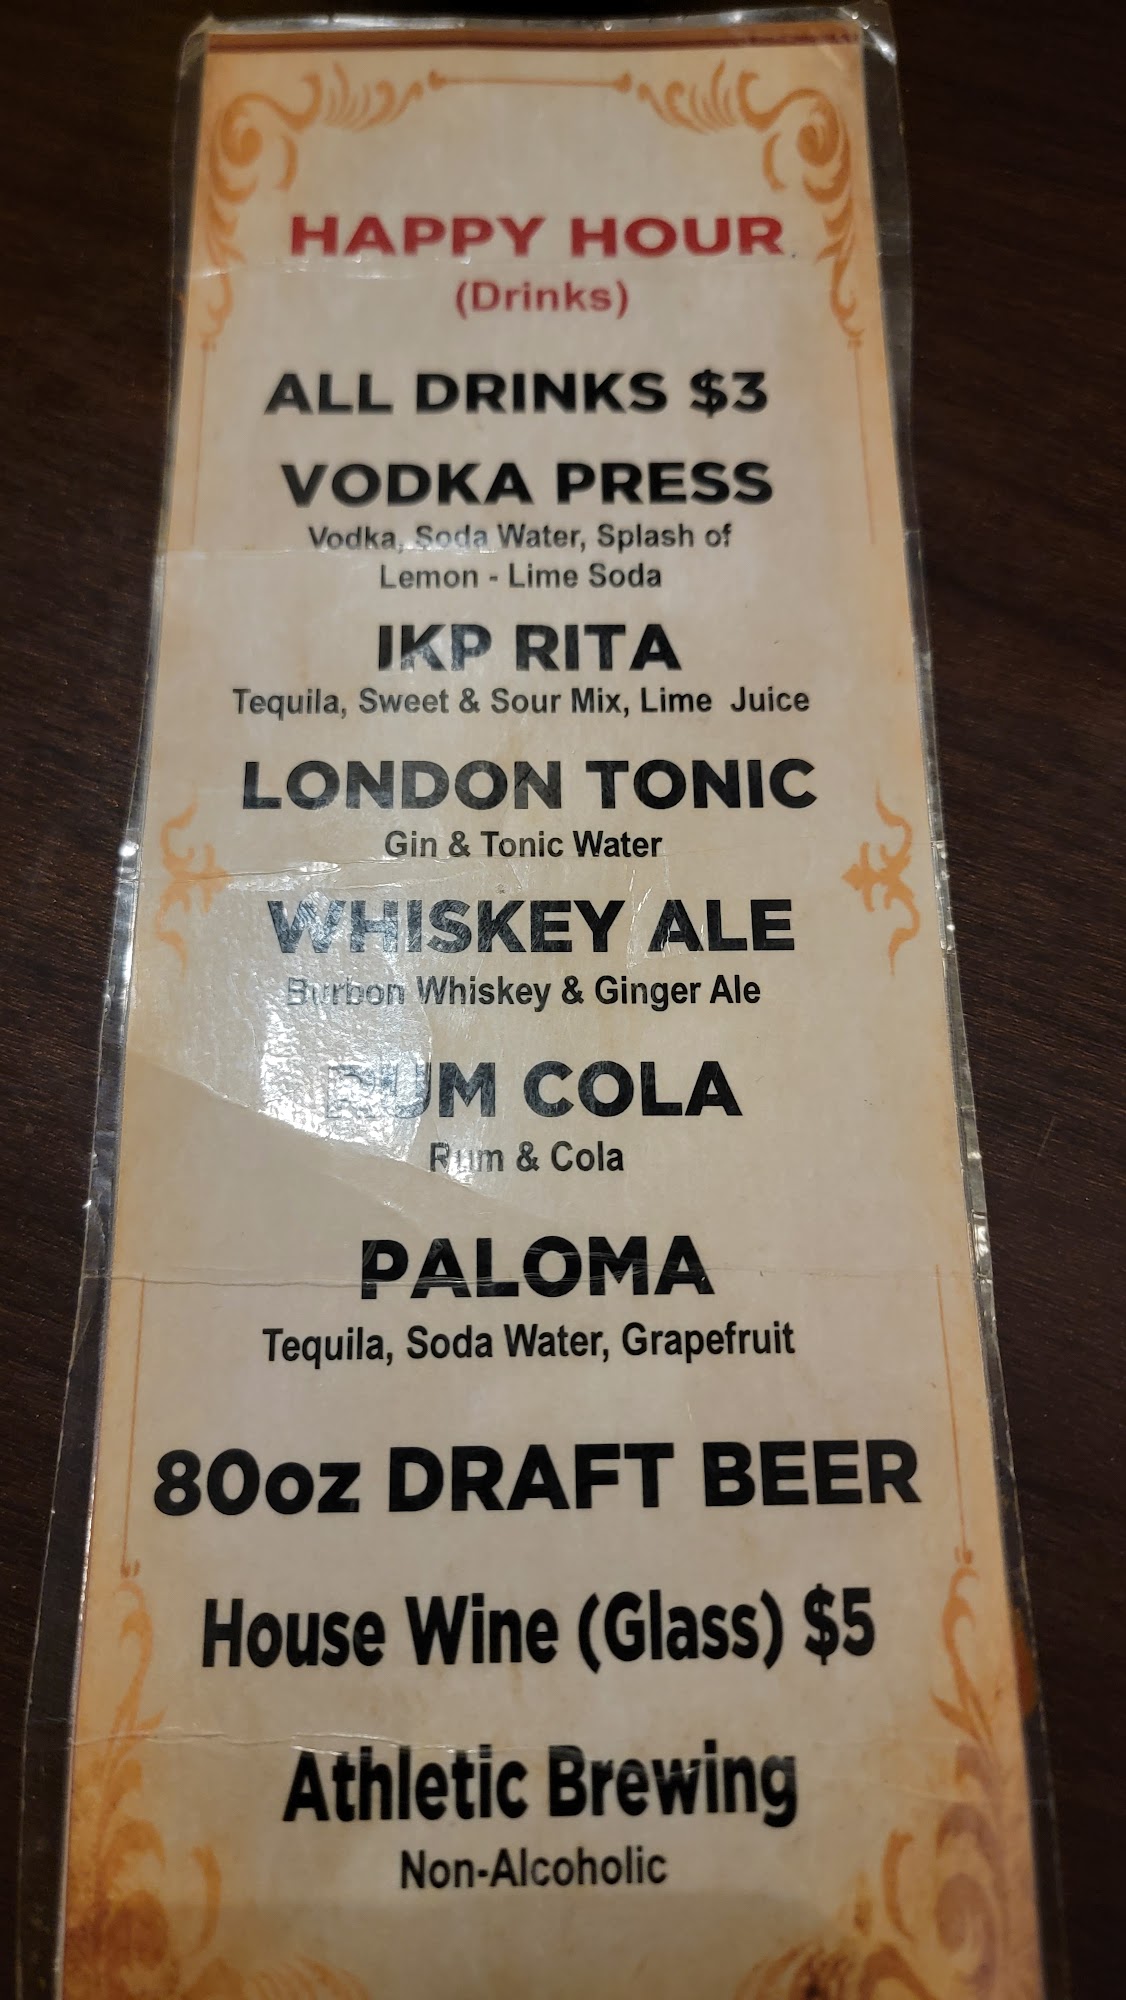 HAPPY HOUR
(Drinks)
ALL DRINKS $3
VODKA PRESS
Vodka, Soda Water, Splash of
Lemon - Lime Soda
IKP RITA
Tequila, Sweet & Sour Mix, Lime Juice
LONDON TONIC
Gin & Tonic Water
WHISKEY ALE
Burbon Whiskey & Ginger Ale
RUM COLA
Rum & Cola
PALOMA
Tequila, Soda Water, Grapefruit
80oz DRAFT BEER
House Wine (Glass) $5
Athletic Brewing
Non-Alcoholic